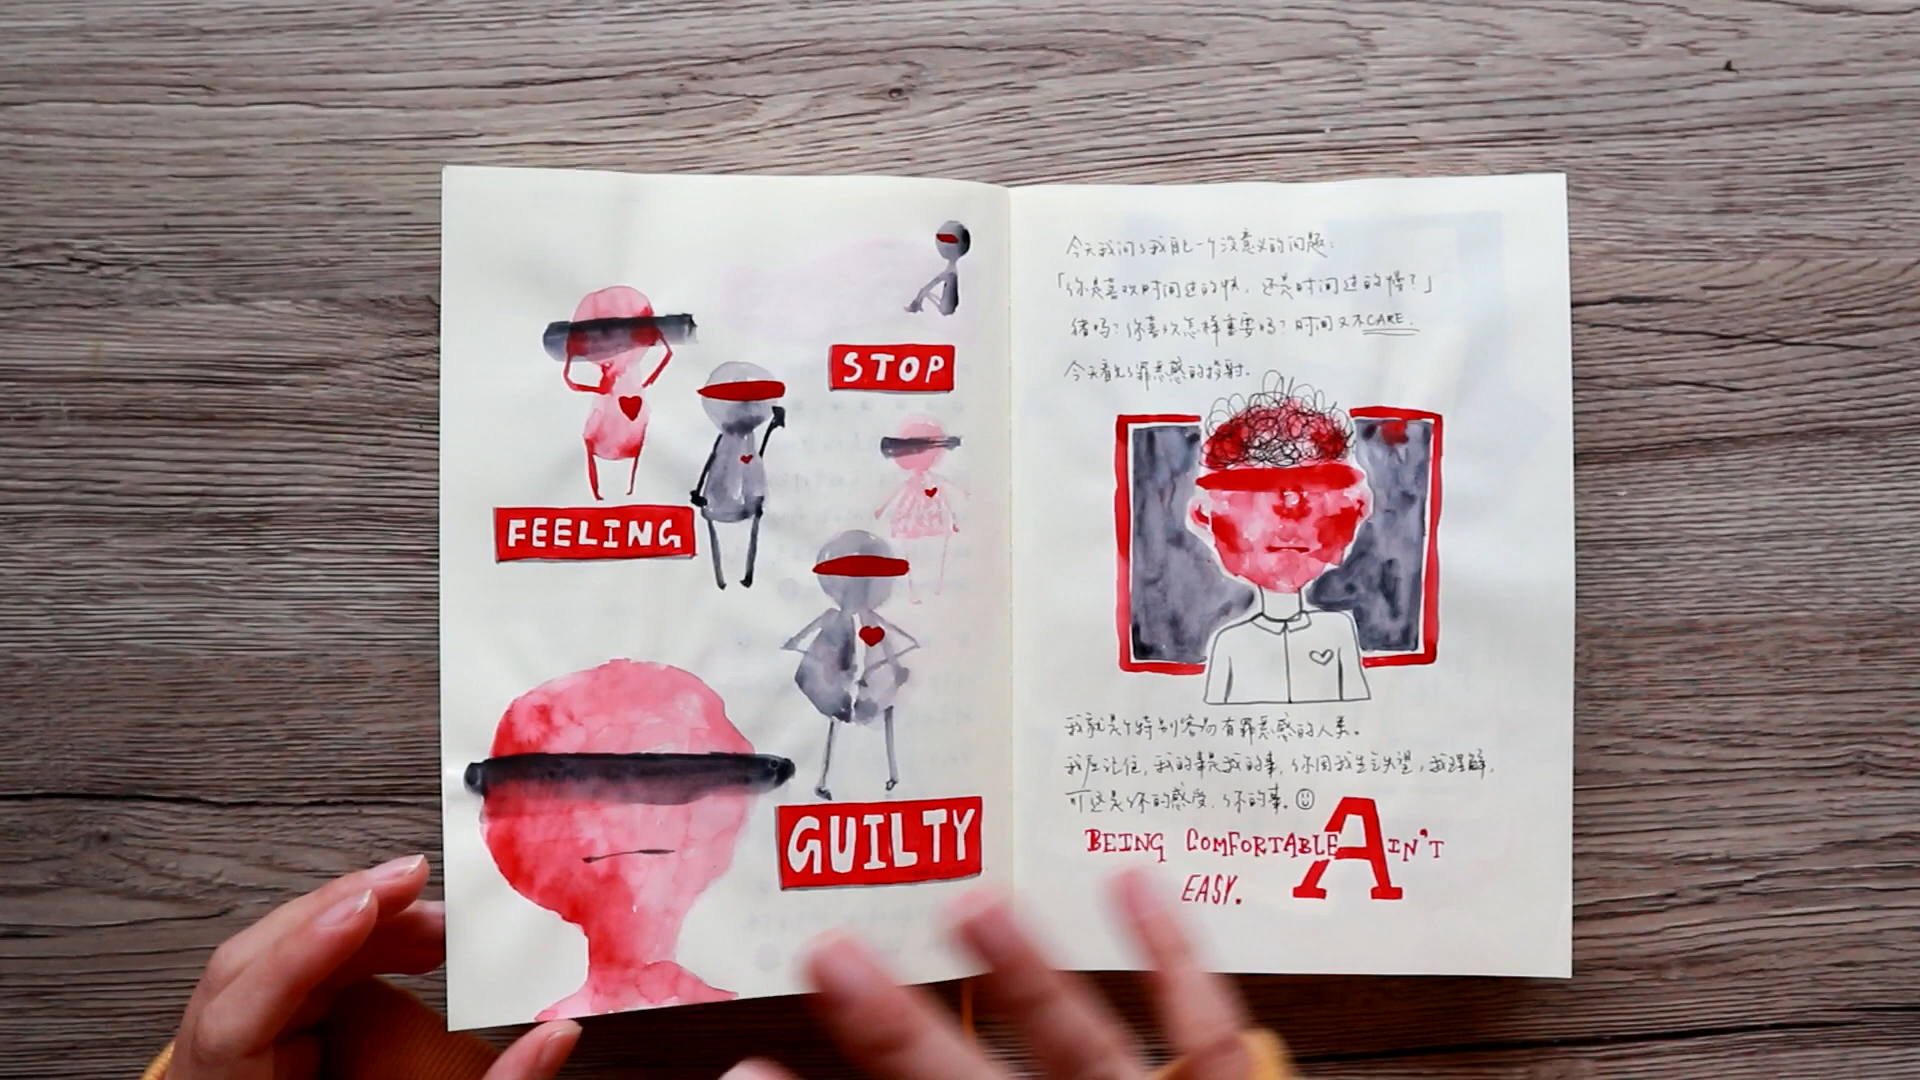 STOP
FEELING
GUILTY
今天我问了我自己一个没意义的问题：
「你是喜欢时间过的快，还是时间过的慢？」
绪吗？你喜欢怎样重要吗？时间又不CARE.
今天看了罪恶感的投射.
我就是个特别容易有罪恶感的人类。
我应记住，我的事是我的事，你因我生气失望，我理解，
可这是你的感受，你的事。
BEING COMFORTABLE AIN'T
EASY.